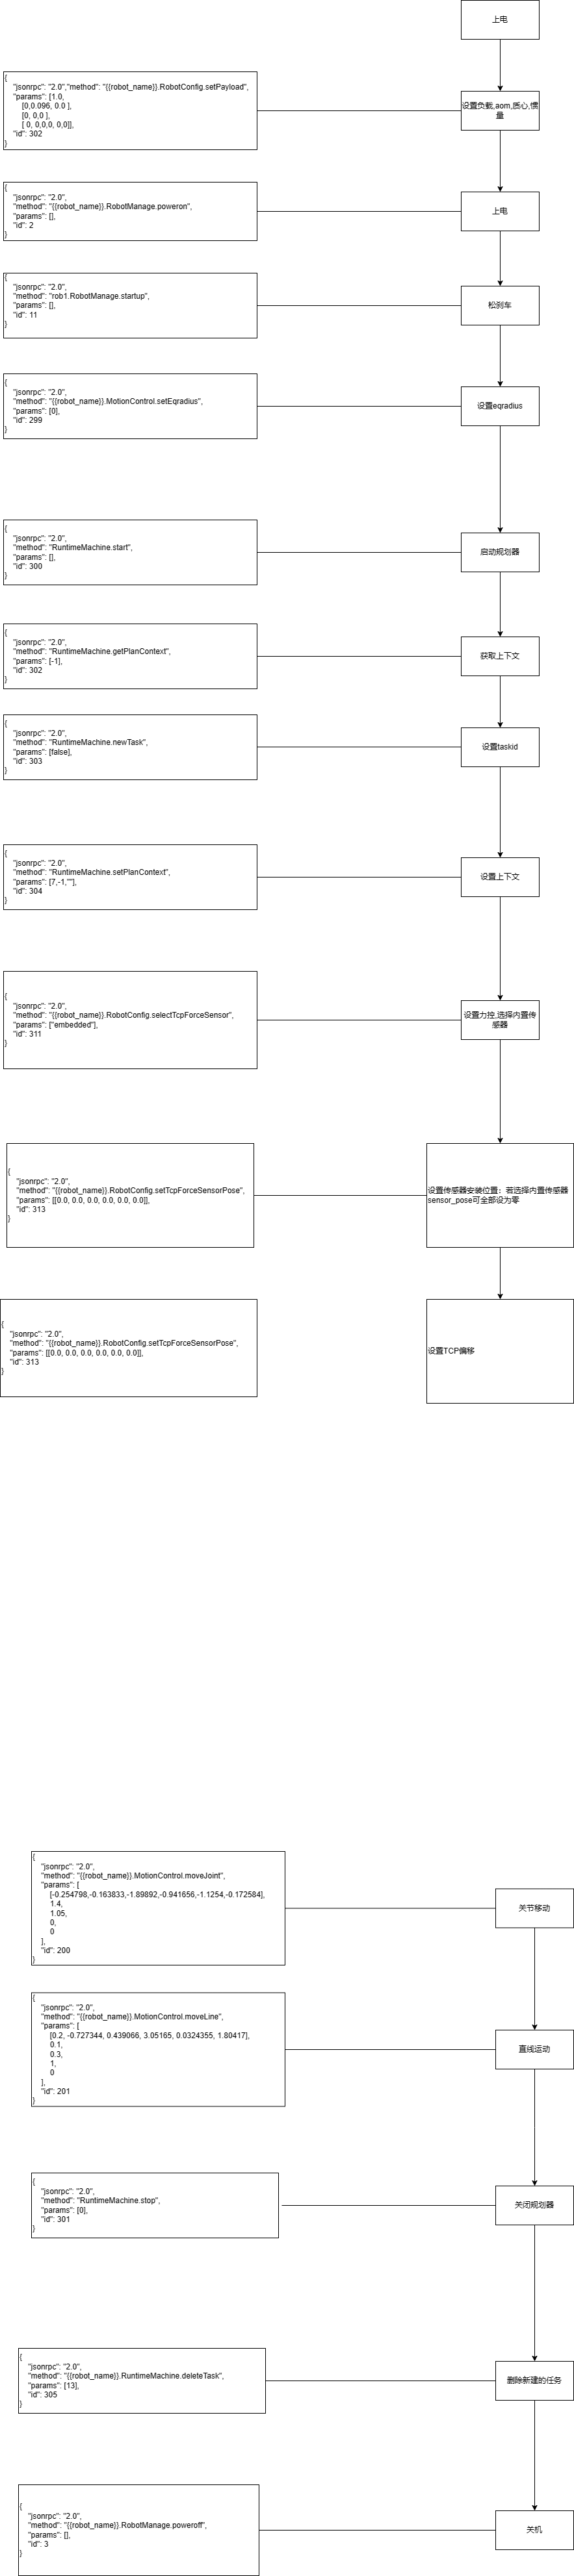 上电
{
"jsonrpc": "2.0","method": "{{robot_name}}.RobotConfig.setPayload",
"params": [1.0,
[0,0.096, 0.0 ],
[0, 0,0 ],
[ 0, 0,0,0, 0,0]],
"id": 302
}
设置负载,aom,质心,惯
量
{
"jsonrpc": "2.0",
"method": "{{robot_name}}.RobotManage.poweron",
"params": [],
"id": 2
}
上电
{
"jsonrpc": "2.0",
"method": "rob1.RobotManage.startup",
"params": [],
"id": 11
}
松刹车
{
"jsonrpc": "2.0",
"method": "{{robot_name}}.MotionControl.setEqradius",
"params": [0],
"id": 299
}
设置eqradius
{
"jsonrpc": "2.0",
"method": "RuntimeMachine.start",
"params": [],
"id": 300
}
启动规划器
{
"jsonrpc": "2.0",
"method": "RuntimeMachine.getPlanContext",
"params": [-1],
"id": 302
}
获取上下文
{
"jsonrpc": "2.0",
"method": "RuntimeMachine.newTask",
"params": [false],
"id": 303
}
设置taskid
{
"jsonrpc": "2.0",
"method": "RuntimeMachine.setPlanContext",
"params": [7,-1,""],
"id": 304
}
设置上下文
{
"jsonrpc": "2.0",
"method": "{{robot_name}}.RobotConfig.selectTcpForceSensor",
"params": ["embedded"],
"id": 311
}
设置力控,选择内置传
感器
{
"jsonrpc": "2.0",
"method": "{{robot_name}}.RobotConfig.setTcpForceSensorPose",
"params": [[0.0, 0.0, 0.0, 0.0, 0.0, 0.0]],
"id": 313
}
设置传感器安装位置：若选择内置传感器
sensor_pose可全部设为零
{
"jsonrpc": "2.0",
"method": "{{robot_name}}.RobotConfig.setTcpForceSensorPose",
"params": [[0.0, 0.0, 0.0, 0.0, 0.0, 0.0]],
"id": 313
}
设置TCP偏移
{
"jsonrpc": "2.0",
"method": "{{robot_name}}.MotionControl.moveJoint",
"params": [
[-0.254798,-0.163833,-1.89892,-0.941656,-1.1254,-0.172584],
1.4,
1.05,
0,
0
],
"id": 200
}
关节移动
{
"jsonrpc": "2.0",
"method": "{{robot_name}}.MotionControl.moveLine",
"params": [
[0.2, -0.727344, 0.439066, 3.05165, 0.0324355, 1.80417],
0.1,
0.3,
1,
0
],
"id": 201
}
直线运动
{
"jsonrpc": "2.0",
"method": "RuntimeMachine.stop",
"params": [0],
"id": 301
}
关闭规划器
{
"jsonrpc": "2.0",
"method": "{{robot_name}}.RuntimeMachine.deleteTask",
"params": [13],
"id": 305
}
删除新建的任务
{
"jsonrpc": "2.0",
"method": "{{robot_name}}.RobotManage.poweroff",
"params": [],
"id": 3
}
关机